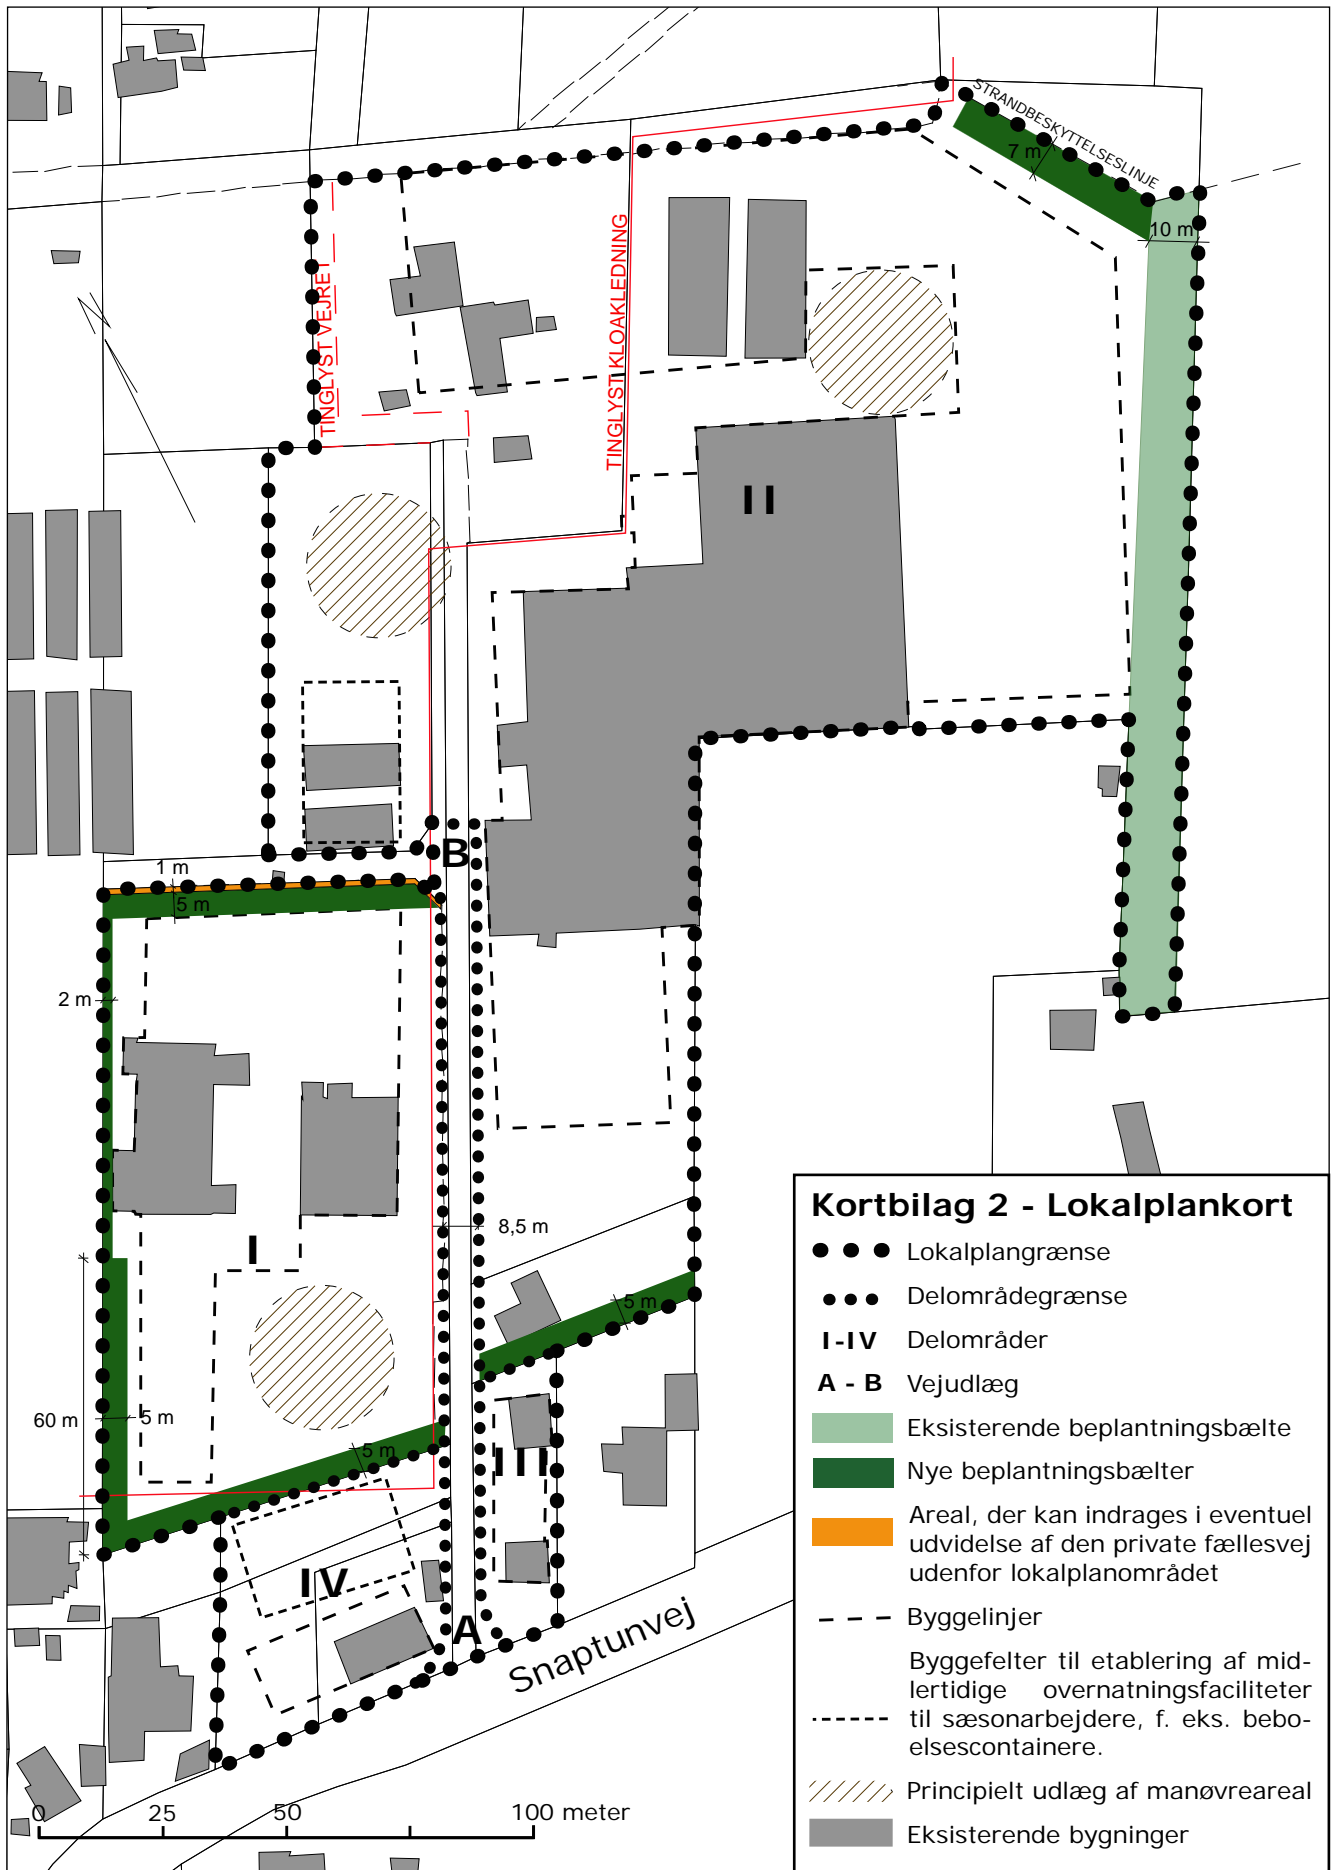 STRANDBESKYTTELSESLINJE
7 m
10 m
TINGLYST VEJRET
TINGLYST KLOAKLEDNING
II
B
1 m
5 m
2 m
8,5 m
I
5 m
60 m
5 m
5 m
III
IV
A
Snaptunvej
0 25 50 100 meter
Kortbilag 2 - Lokalplankort
Lokalplangrænse
Delområdegrænse
I-IV Delområder
A - B Vejudlæg
Eksisterende beplantningsbælte
Nye beplantningsbælter
Areal, der kan indrages i eventuel
udvidelse af den private fællesvej
udenfor lokalplanområdet
Byggelinjer
Byggefelter til etablering af mid-
lertidige overnatningsfaciliteter
til sæsonarbejdere, f. eks. bebo-
elsescontainere.
Principielt udlæg af manøvreareal
Eksisterende bygninger